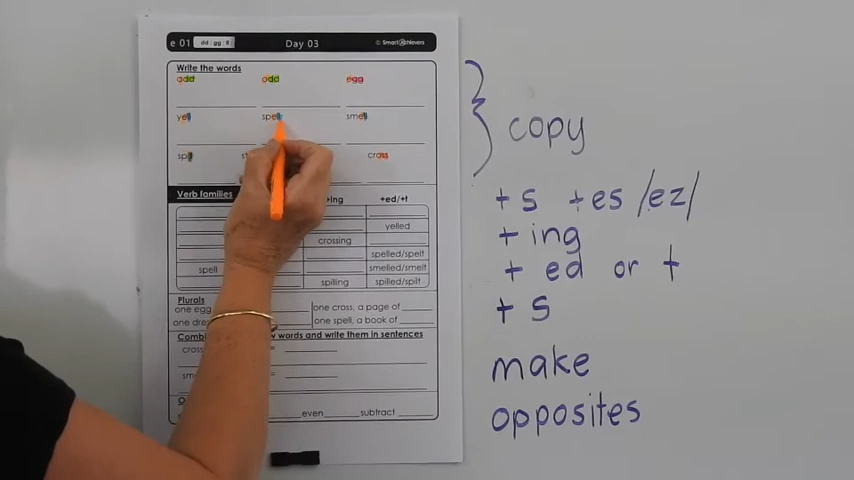 e 01 dd : gg : ll Day 03 © SmartAchievers
Write the words
add odd egg
yell spell smell
spill cross
Verb families +ing +ed/+t
yelled
crossing
spelled/spelt
spell smelled/smelt
spilling spilled/spilt
Plurals
one egg one cross, a page of
one spell, a book of
words and write them in sentences
cross =
=
even subtract
copy
+ s + es /ez/
+ ing
+ ed or t
+ s
make
opposites